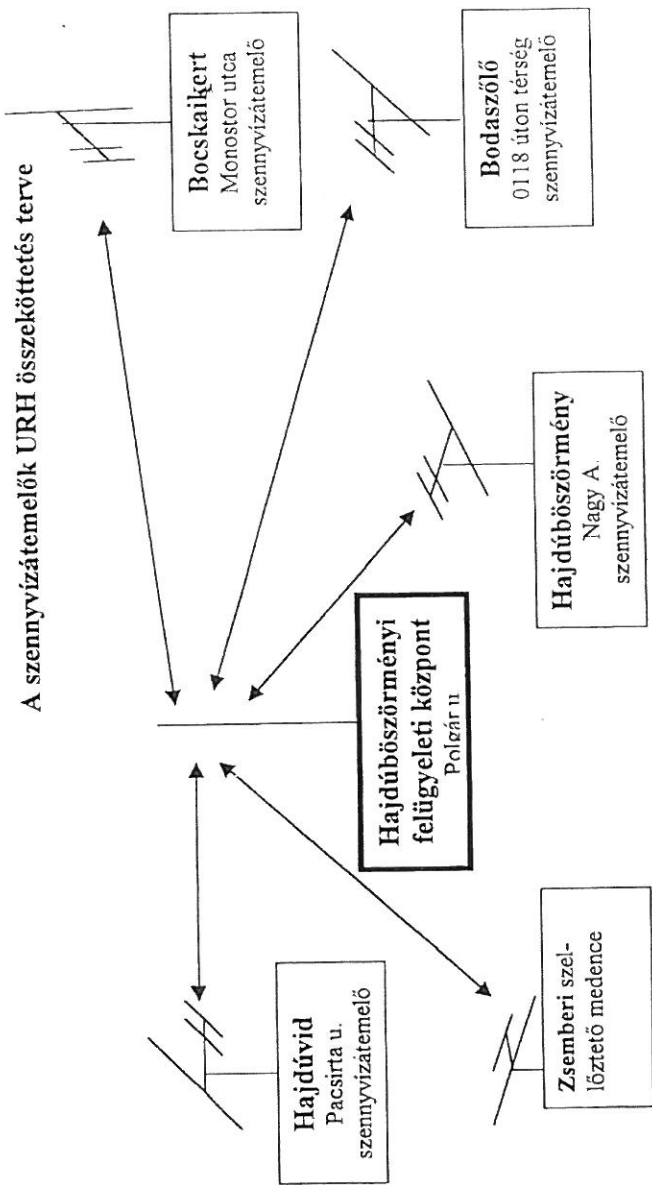 A szennyvízátemelők URH összeköttetés terve
Bocskaikert
Monostor utca
szennyvízátemelő
Bodaszőlő
0118 úton térség
szennyvízátemelő
Hajdúböszörmény
Nagy A.
szennyvízátemelő
Hajdúböszörményi
felügyeleti központ
Polgár u
Hajdúvid
Pacsirta u.
szennyvízátemelő
Zsemberi szel-
lőztető medence